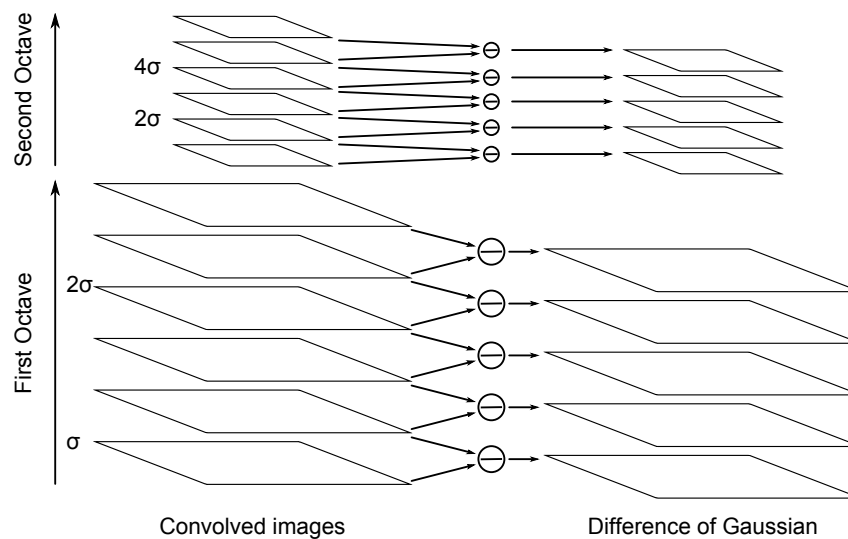 Second Octave
4σ
2σ
First Octave
2σ
σ
Convolved images
Difference of Gaussian